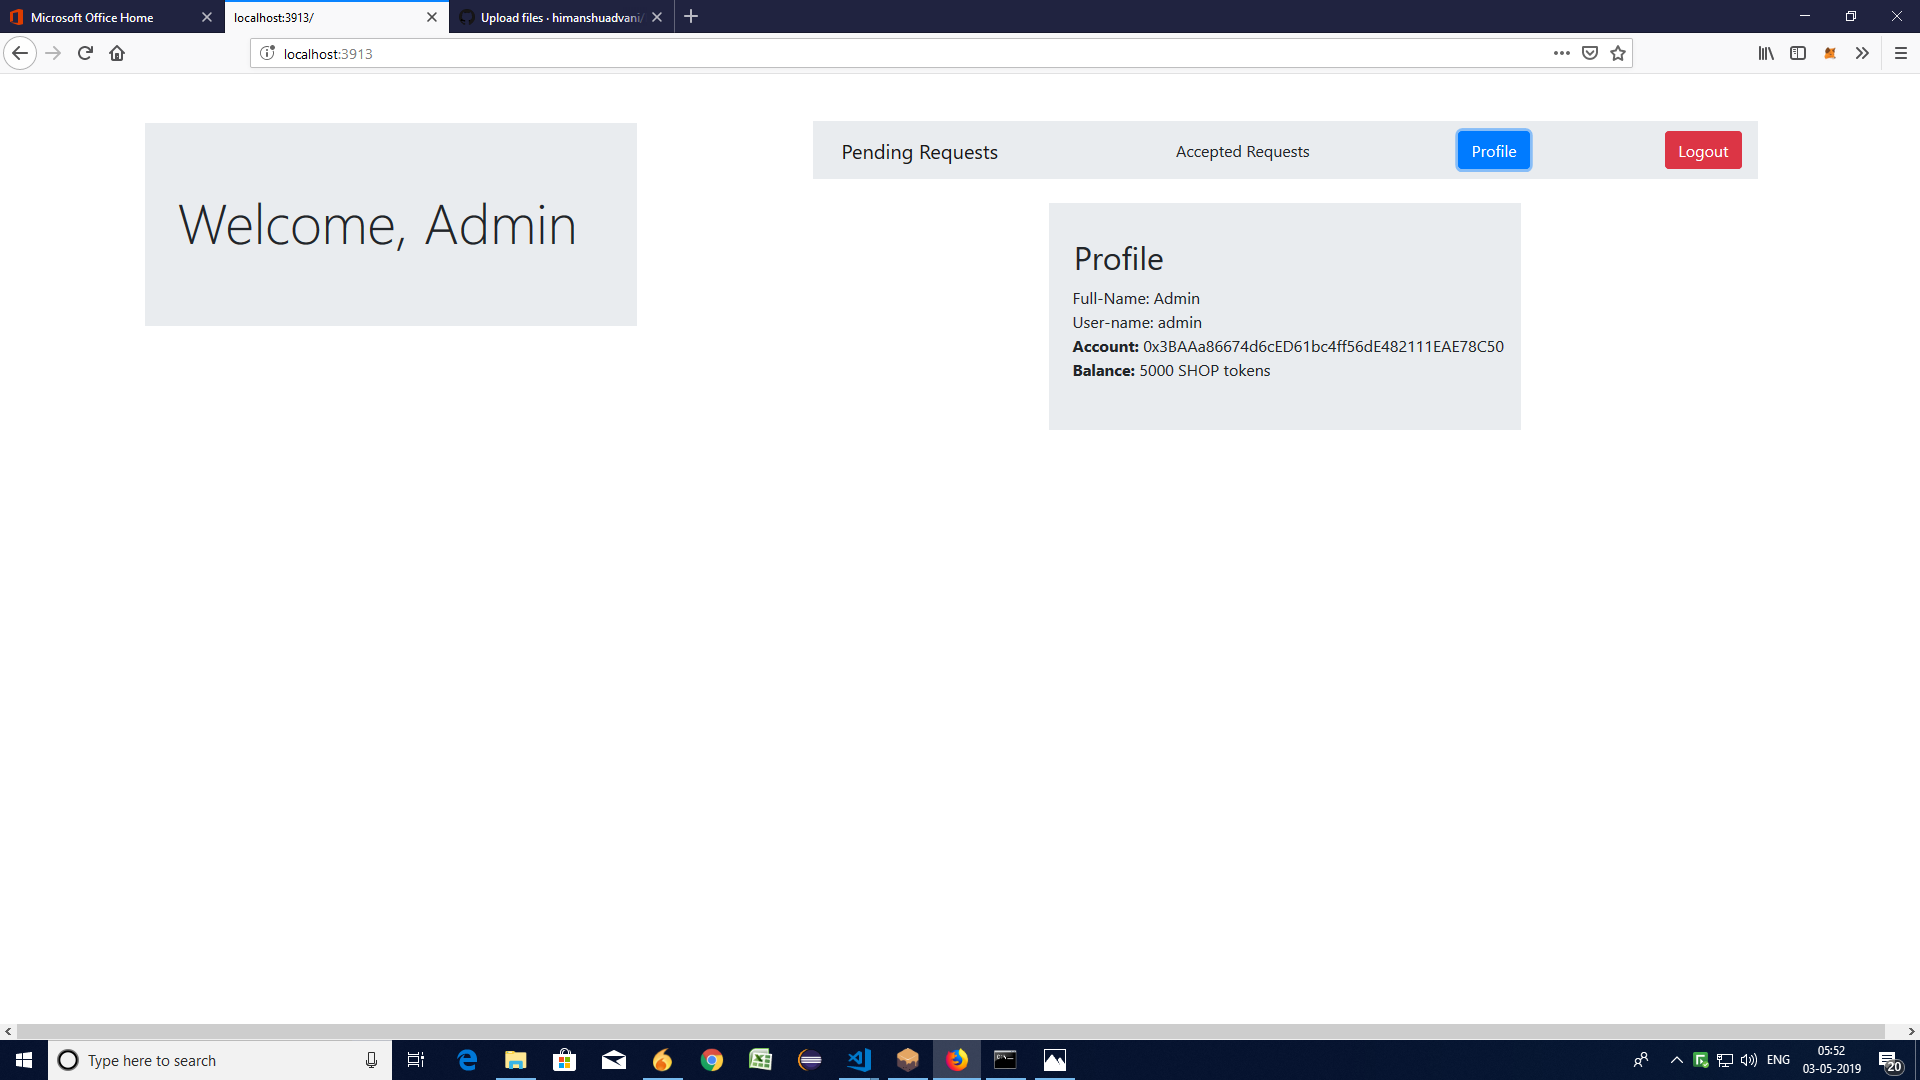 Microsoft Office Home
localhost:3913/
Upload files · himanshuadvani/
localhost:3913
Pending Requests
Accepted Requests
Profile
Logout
Welcome, Admin
Profile
Full-Name: Admin
User-name: admin
Account: 0x3BAAa86674d6cED61bc4ff56dE482111EAE78C50
Balance: 5000 SHOP tokens
Type here to search
ENG
05:52
03-05-2019
20